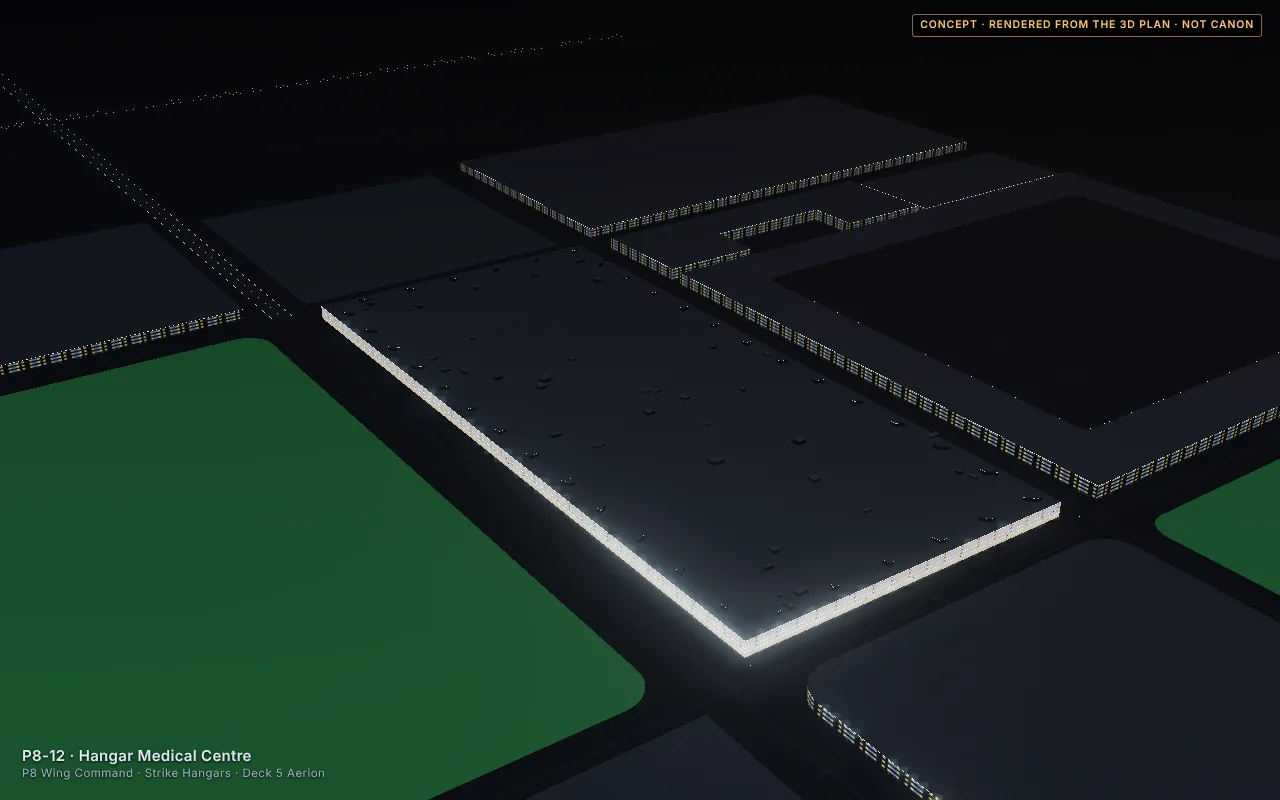 CONCEPT · RENDERED FROM THE 3D PLAN · NOT CANON
P8-12 · Hangar Medical Centre
P8 Wing Command · Strike Hangars · Deck 5 Aerion